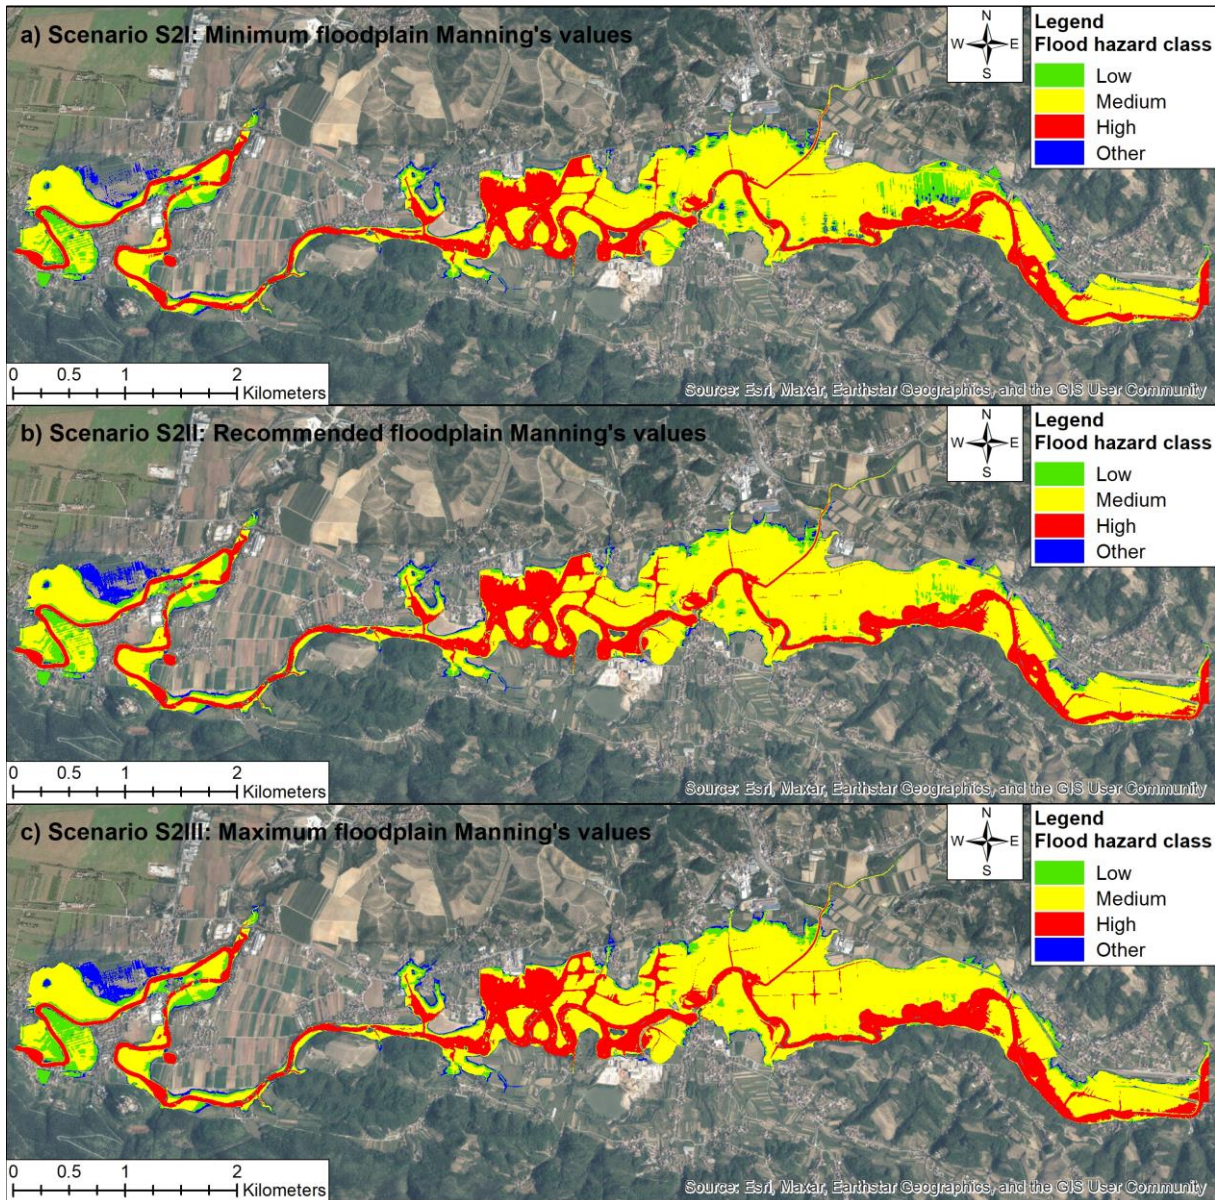 a) Scenario S2I: Minimum floodplain Manning's values
N
W E
S
Legend
Flood hazard class
Low
Medium
High
Other
0 0.5 1 2
Kilometers
Source: Esri, Maxar, Earthstar Geographics, and the GIS User Community
b) Scenario S2II: Recommended floodplain Manning's values
N
W E
S
Legend
Flood hazard class
Low
Medium
High
Other
0 0.5 1 2
Kilometers
Source: Esri, Maxar, Earthstar Geographics, and the GIS User Community
c) Scenario S2III: Maximum floodplain Manning's values
N
W E
S
Legend
Flood hazard class
Low
Medium
High
Other
0 0.5 1 2
Kilometers
Source: Esri, Maxar, Earthstar Geographics, and the GIS User Community